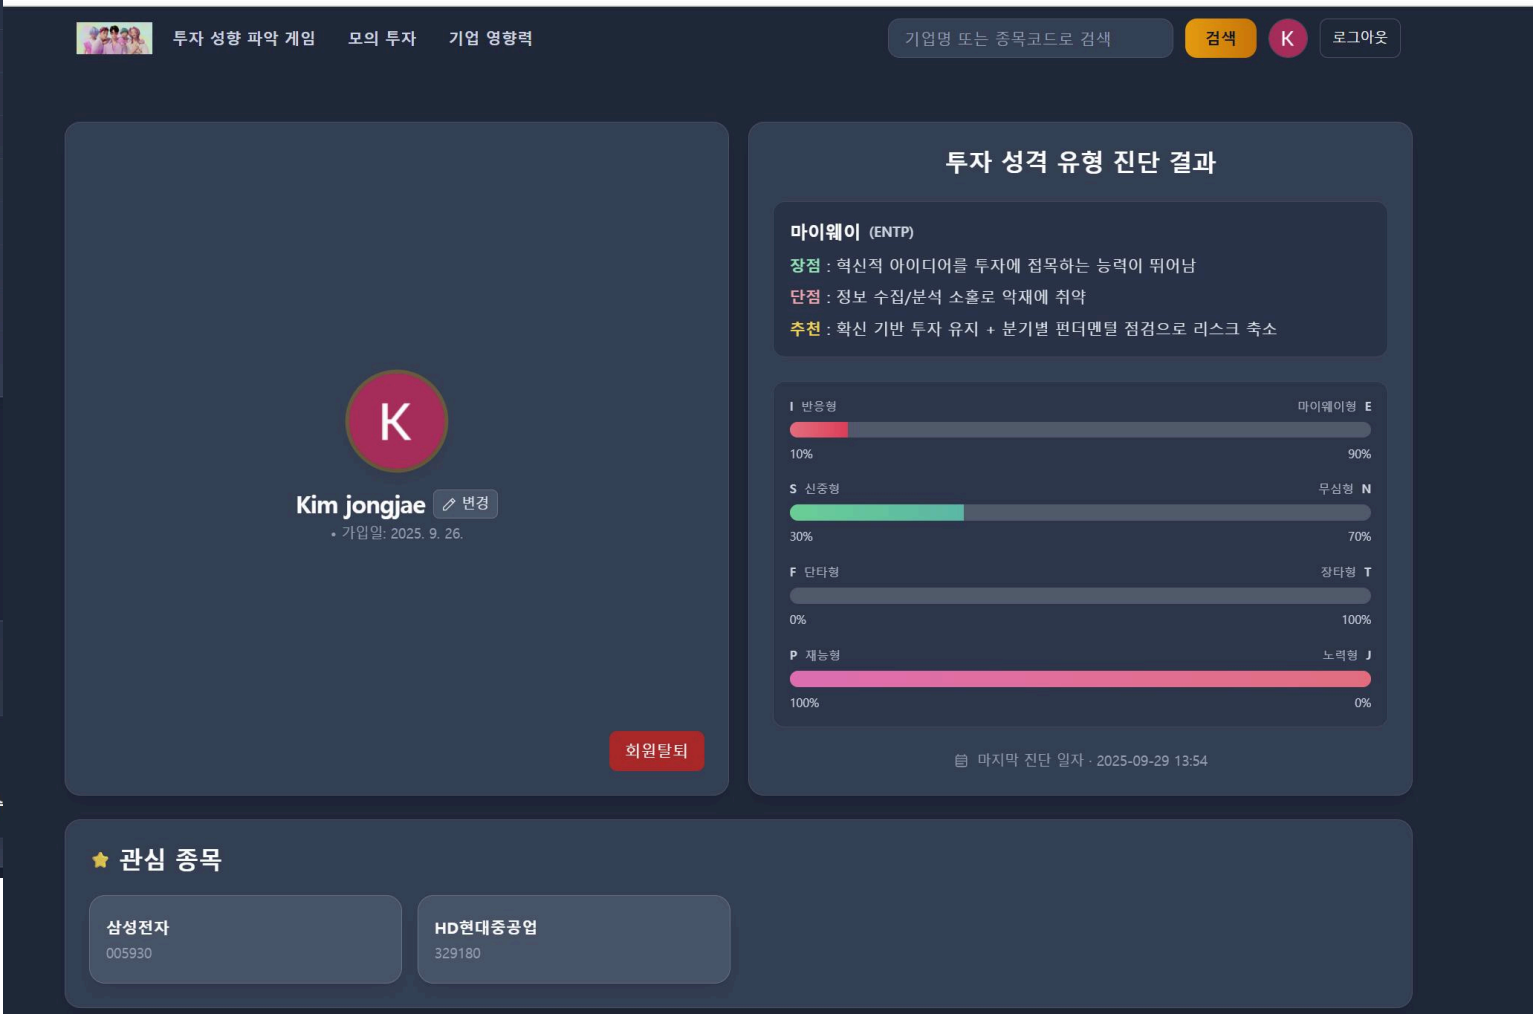 투자 성향 파악 게임
모의 투자
기업 영향력
기업명 또는 종목코드로 검색
검색
K
로그아웃
K
Kim jongjae
변경
• 가입일: 2025. 9. 26.
회원탈퇴
투자 성격 유형 진단 결과
마이웨이 (ENTP)
장점 : 혁신적 아이디어를 투자에 접목하는 능력이 뛰어남
단점 : 정보 수집/분석 소홀로 악재에 취약
추천 : 확신 기반 투자 유지 + 분기별 펀더멘털 점검으로 리스크 축소
I 반응형
마이웨이형 E
10%
90%
S 신중형
무심형 N
30%
70%
F 단타형
장타형 T
0%
100%
P 재능형
노력형 J
100%
0%
마지막 진단 일자 · 2025-09-29 13:54
관심 종목
삼성전자
005930
HD현대중공업
329180